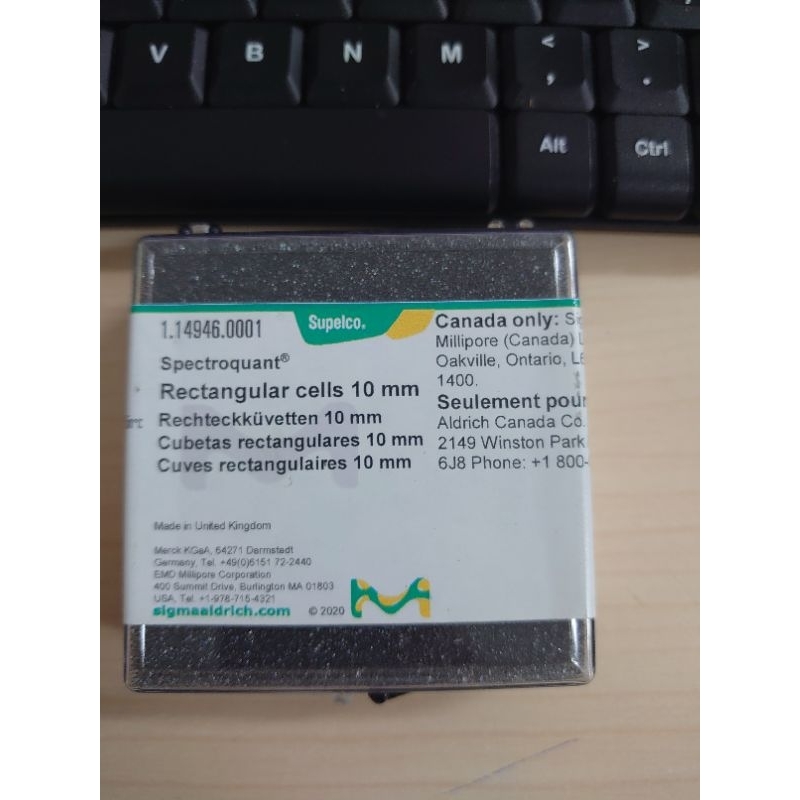 V B N M < ,  > .
Alt Ctrl
1.14946.0001
Supelco.
Spectroquant®
Rectangular cells 10 mm
Rechteckküvetten 10 mm
Cubetas rectangulares 10 mm
Cuves rectangulaires 10 mm
Made in United Kingdom
Merck KGaA, 64271 Darmstadt
Germany, Tel. +49(0)6151 72-2440
EMD Millipore Corporation
400 Summit Drive, Burlington MA 01803
USA, Tel. +1-978-715-4321
sigmaaldrich.com © 2020
Canada only:
Millipore (Canada)
Oakville, Ontario,
1400.
Seulement pour
Aldrich Canada Co.
2149 Winston Park
6J8 Phone: +1 800-